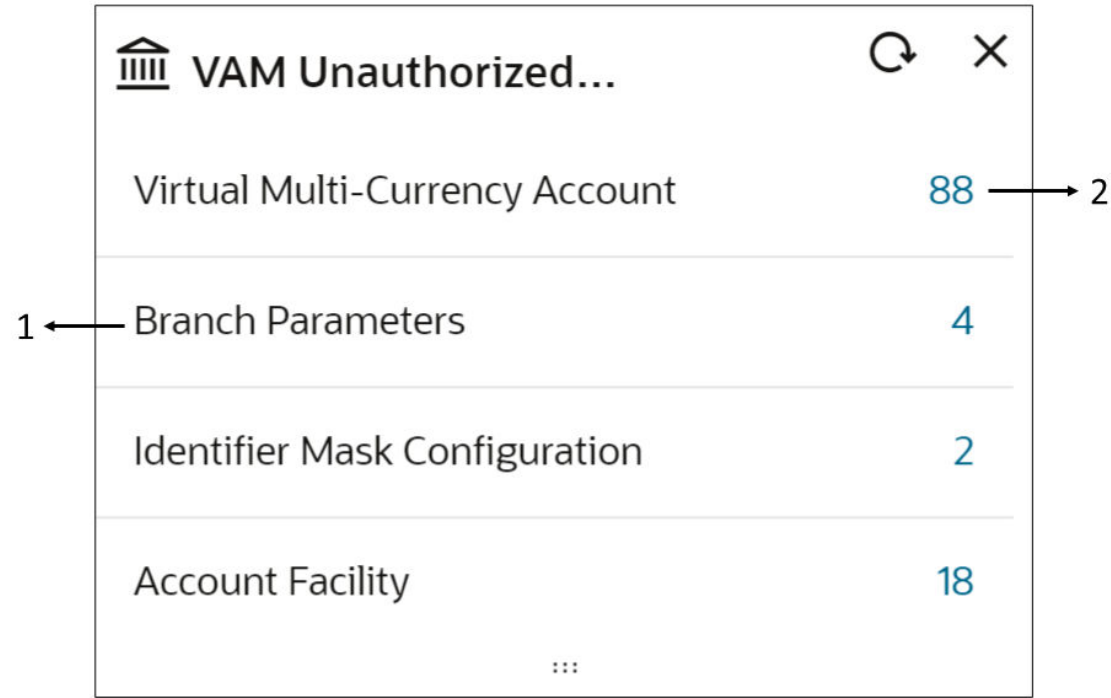 VAM Unauthorized...
Virtual Multi-Currency Account 88 2
1 Branch Parameters 4
Identifier Mask Configuration 2
Account Facility 18